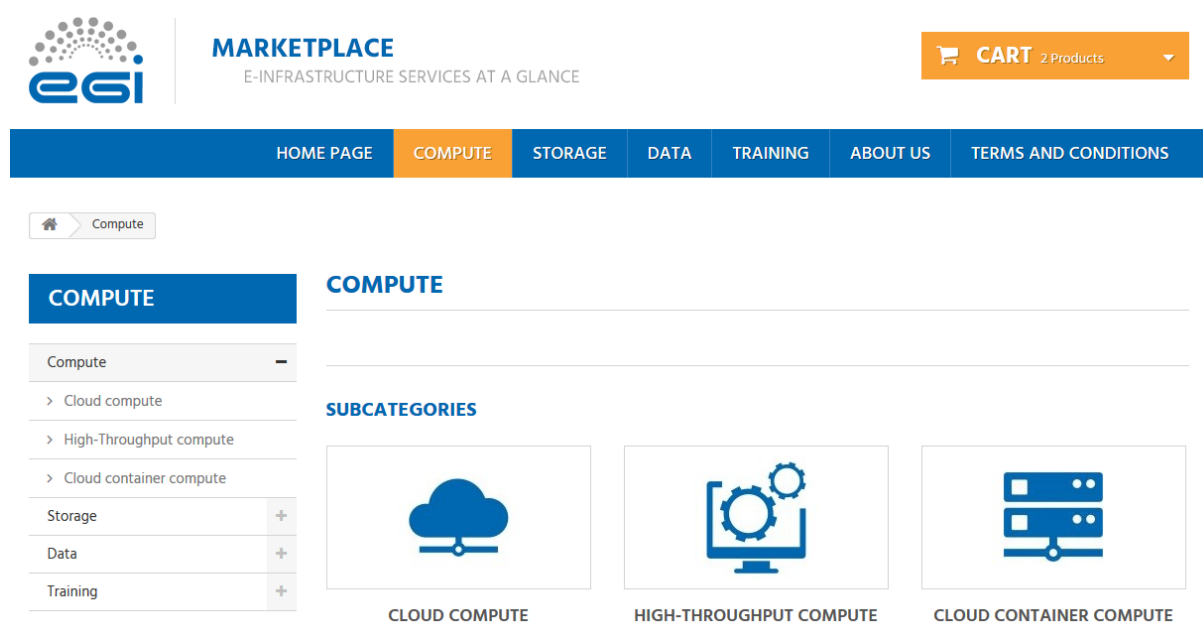 egi
MARKETPLACE
E-INFRASTRUCTURE SERVICES AT A GLANCE
CART 2 Products
HOME PAGE COMPUTE STORAGE DATA TRAINING ABOUT US TERMS AND CONDITIONS
Compute
COMPUTE
Compute
> Cloud compute
> High-Throughput compute
> Cloud container compute
Storage
Data
Training
COMPUTE
SUBCATEGORIES
CLOUD COMPUTE
HIGH-THROUGHPUT COMPUTE
CLOUD CONTAINER COMPUTE